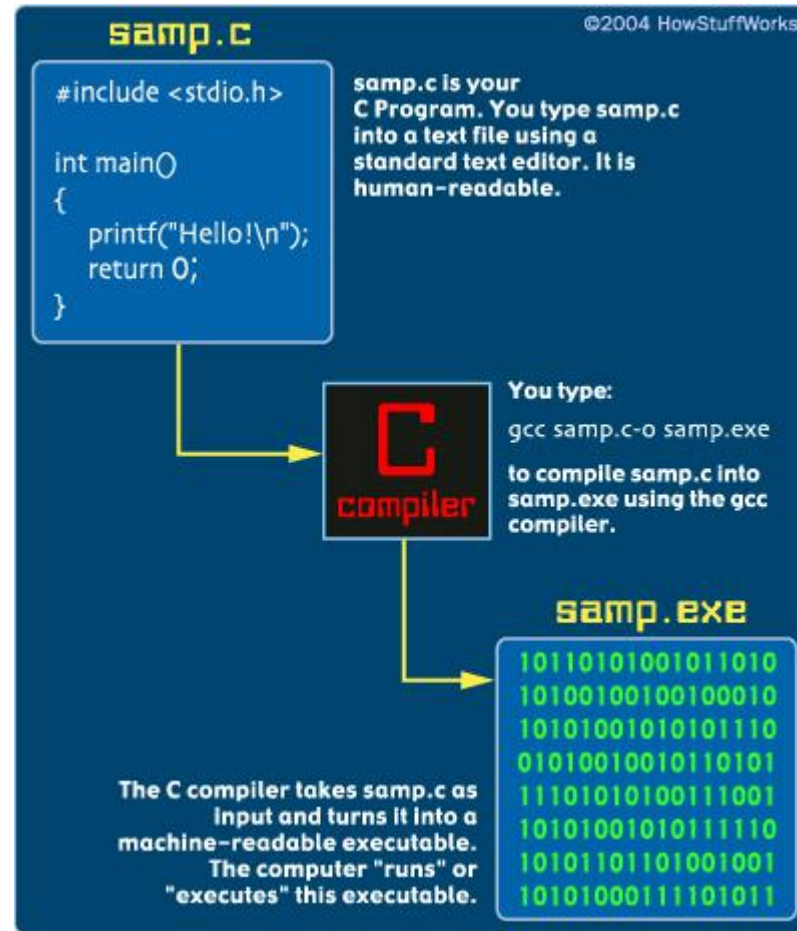 ©2004 HowStuffWorks
samp.c
#include <stdio.h>
int main()
{
printf("Hello!\n");
return 0;
}
samp.c is your
C Program. You type samp.c
into a text file using a
standard text editor. It is
human-readable.
C
compiler
You type:
gcc samp.c-o samp.exe
to compile samp.c into
samp.exe using the gcc
compiler.
samp.exe
10110101001011010
10100100100100010
10101001010101110
01010010010110101
11101010100111001
10101001010111110
10101101101001001
10101000111101011
The C compiler takes samp.c as
Input and turns it into a
machine-readable executable.
The computer "runs" or
"executes" this executable.